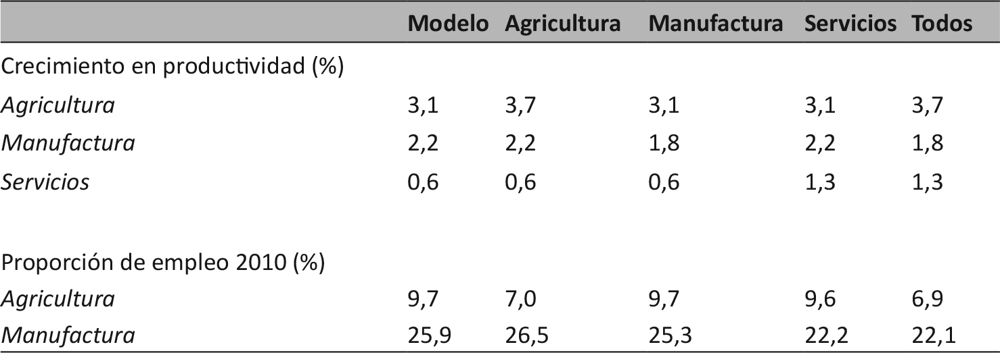 Modelo Agricultura Manufactura Servicios Todos
Crecimiento en productividad (%)
Agricultura 3,1 3,7 3,1 3,1 3,7
Manufactura 2,2 2,2 1,8 2,2 1,8
Servicios 0,6 0,6 0,6 1,3 1,3
Proporción de empleo 2010 (%)
Agricultura 9,7 7,0 9,7 9,6 6,9
Manufactura 25,9 26,5 25,3 22,2 22,1